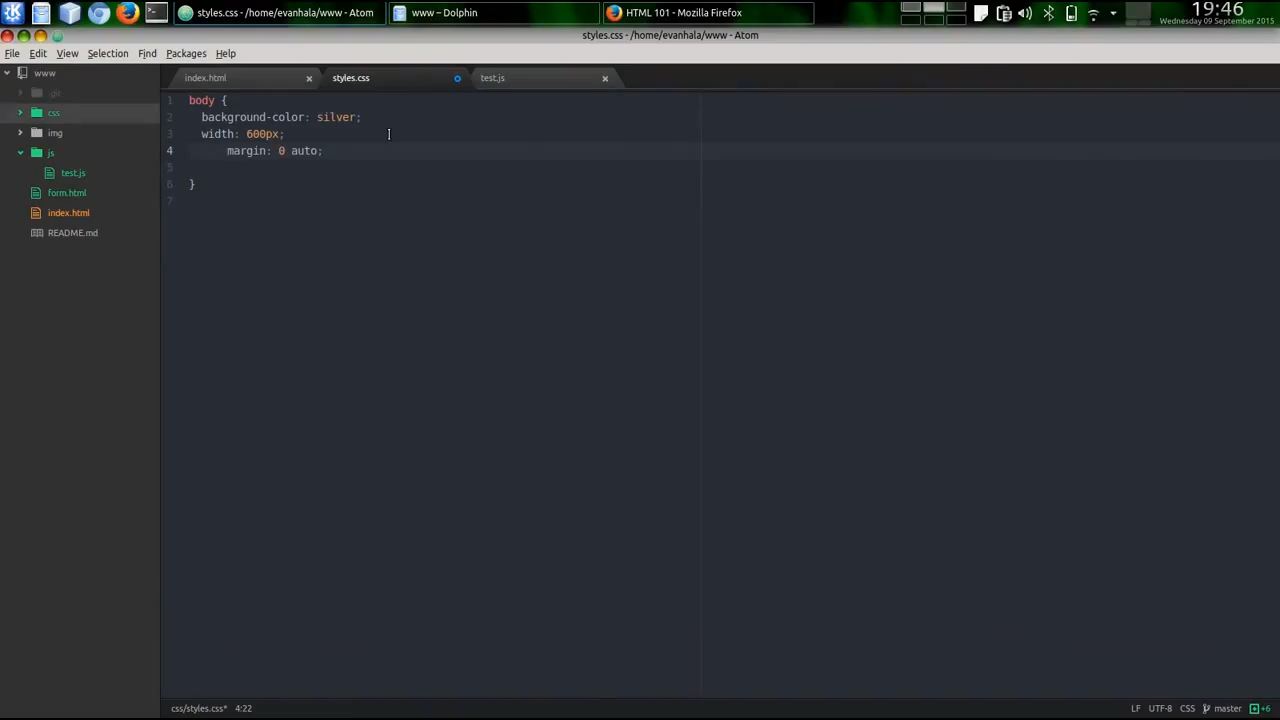 styles.css - /home/evanhala/www - Atom
www – Dolphin
HTML 101 - Mozilla Firefox
19:46
Wednesday 09 September 2015
styles.css - /home/evanhala/www - Atom
File Edit View Selection Find Packages Help
www
.git
css
img
js
test.js
form.html
index.html
README.md
index.html
styles.css
test.js
1 body {
2 background-color: silver;
3 width: 600px;
4 margin: 0 auto;
5
6 }
7
css/styles.css* 4:22
LF UTF-8 CSS master +6